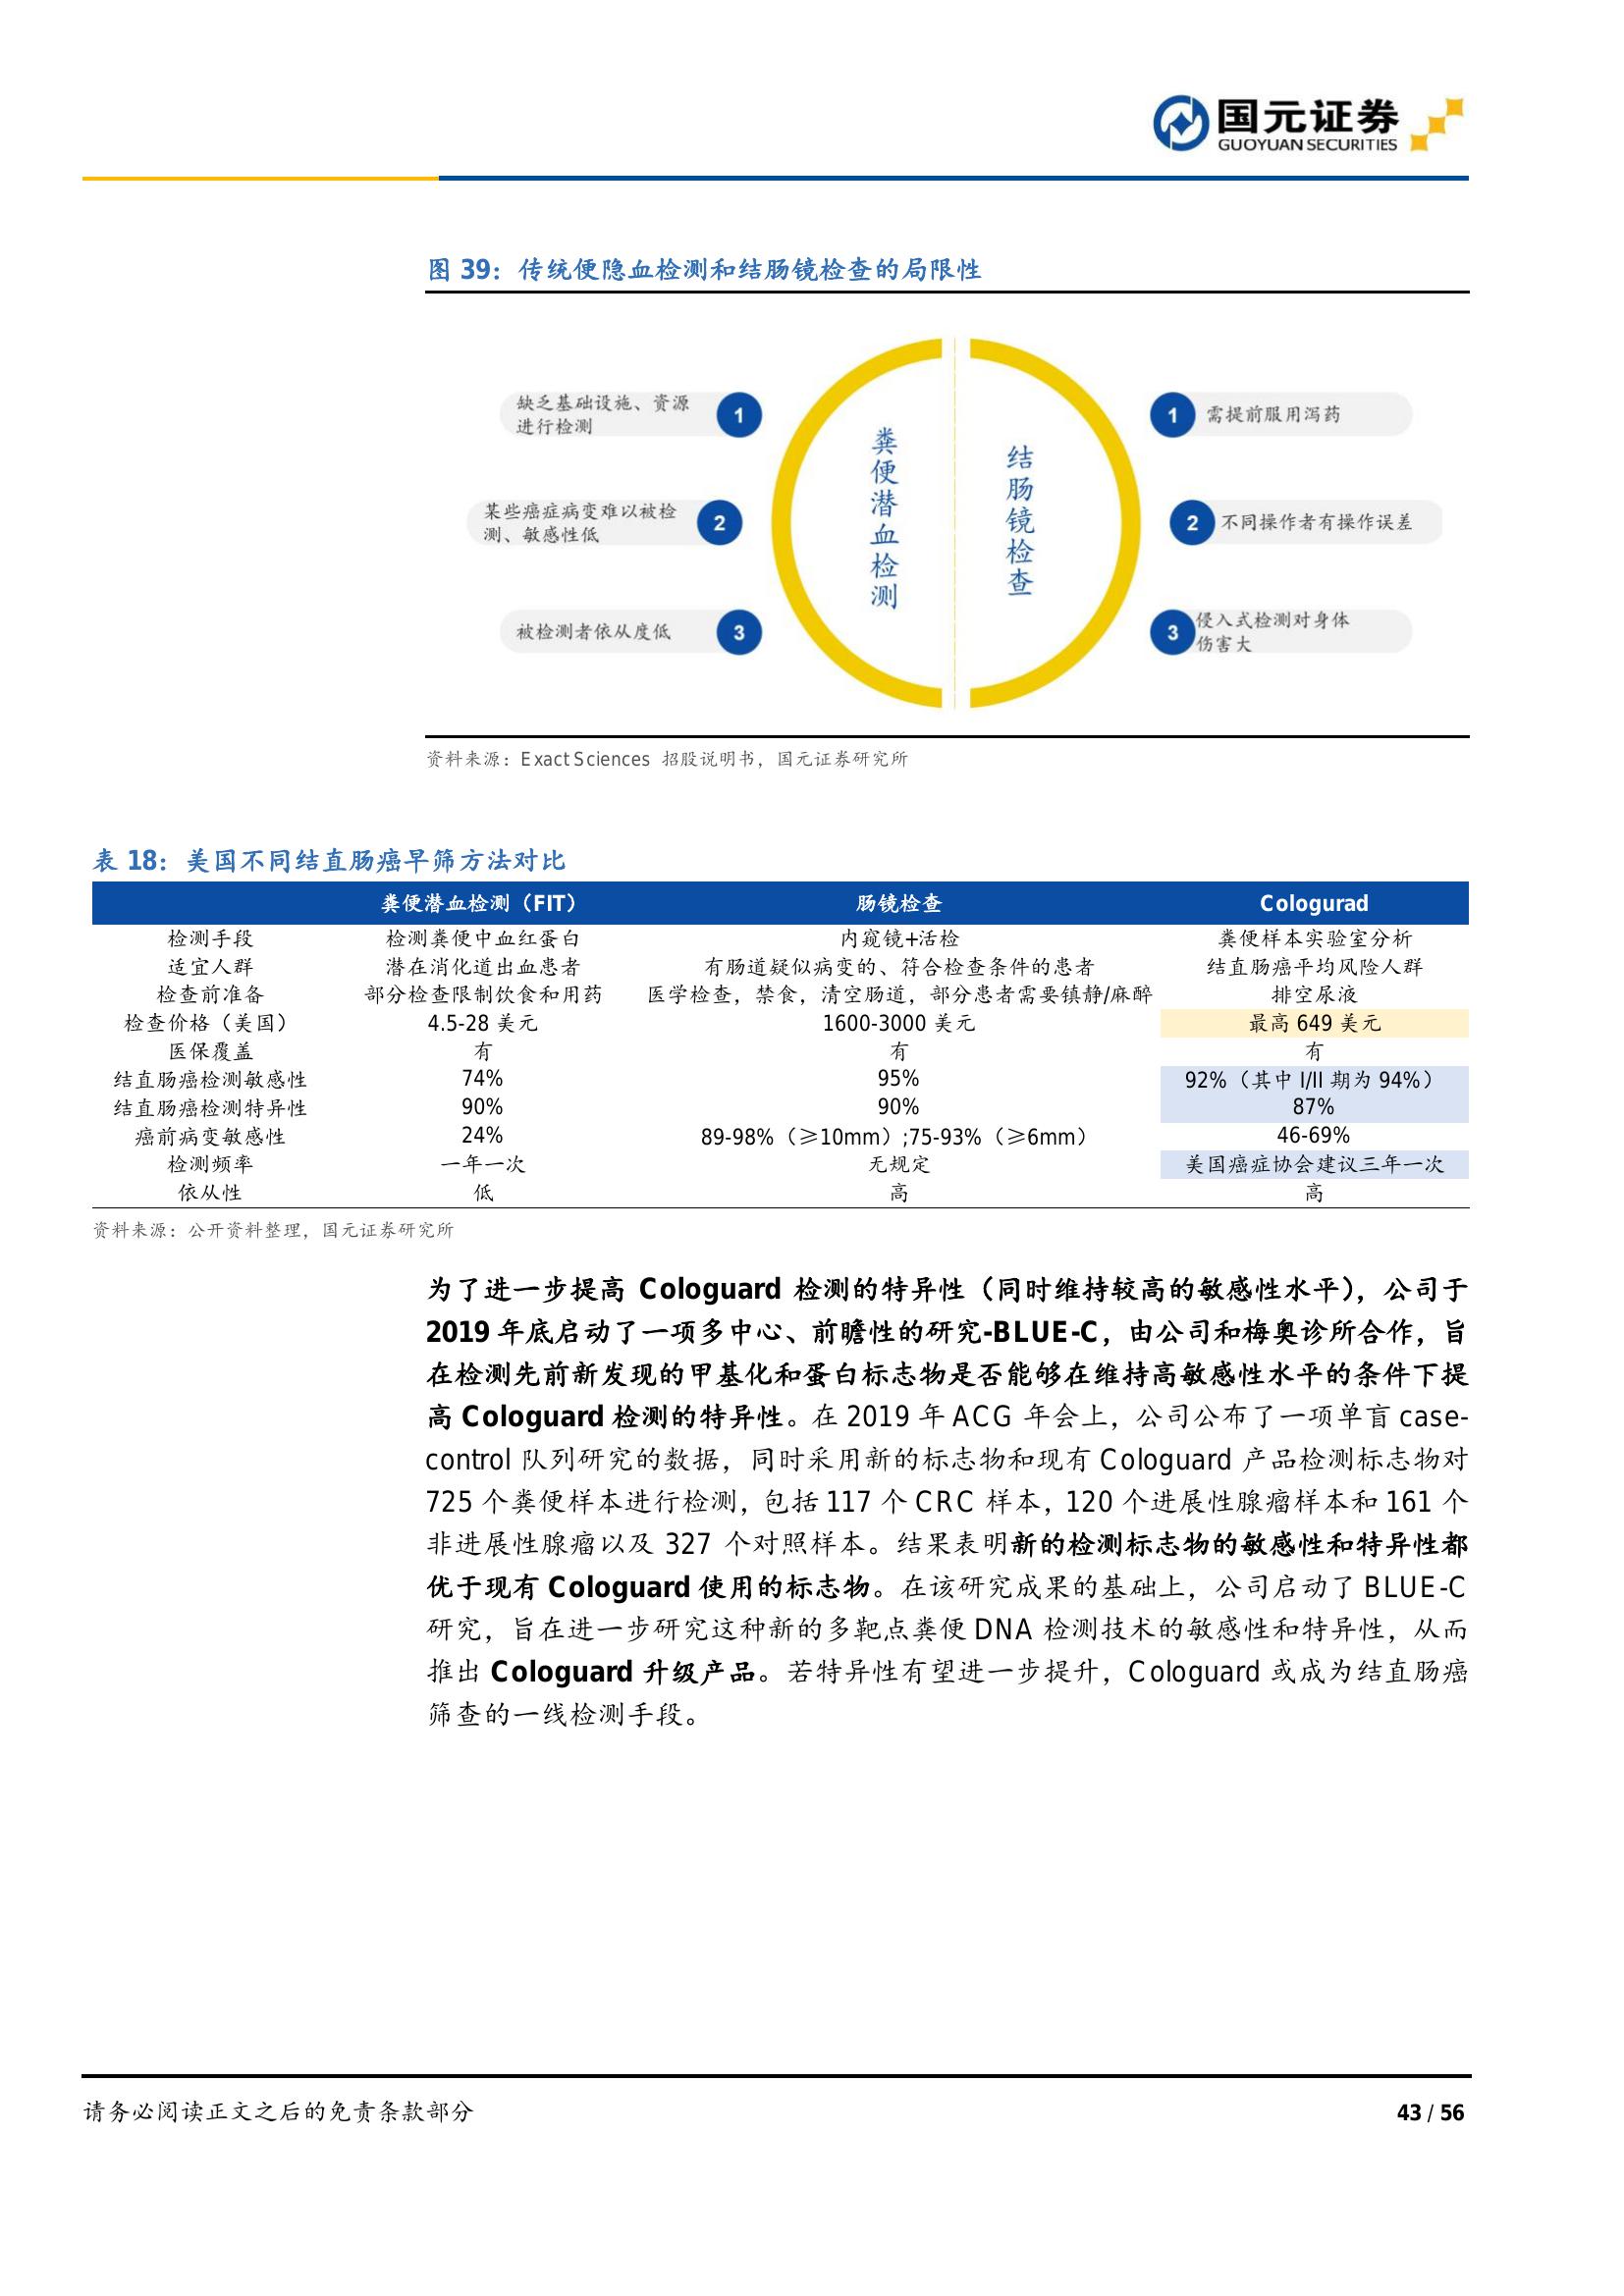 国元证券
GUOYUAN SECURITIES
图 39：传统便隐血检测和结肠镜检查的局限性
缺乏基础设施、资源
进行检测
1
某些癌症病变难以被检
测、敏感性低
2
被检测者依从度低
3
粪便潜血检测
结肠镜检查
1
需提前服用泻药
2
不同操作者有操作误差
3
侵入式检测对身体
伤害大
资料来源：Exact Sciences 招股说明书，国元证券研究所
表 18：美国不同结直肠癌早筛方法对比
粪便潜血检测（FIT） 肠镜检查 Cologurad
检测手段 检测粪便中血红蛋白 内窥镜+活检 粪便样本实验室分析
适宜人群 潜在消化道出血患者 有肠道疑似病变的、符合检查条件的患者 结直肠癌平均风险人群
检查前准备 部分检查限制饮食和用药 医学检查，禁食，清空肠道，部分患者需要镇静/麻醉 排空尿液
检查价格（美国） 4.5-28 美元 1600-3000 美元 最高 649 美元
医保覆盖 有 有 有
结直肠癌检测敏感性 74% 95% 92%（其中 I/II 期为 94%）
结直肠癌检测特异性 90% 90% 87%
癌前病变敏感性 24% 89-98%（≥10mm）;75-93%（≥6mm） 46-69%
检测频率 一年一次 无规定 美国癌症协会建议三年一次
依从性 低 高 高
资料来源：公开资料整理，国元证券研究所
为了进一步提高 Cologuard 检测的特异性（同时维持较高的敏感性水平），公司于
2019 年底启动了一项多中心、前瞻性的研究-BLUE-C，由公司和梅奥诊所合作，旨
在检测先前新发现的甲基化和蛋白标志物是否能够在维持高敏感性水平的条件下提
高 Cologuard 检测的特异性。在 2019 年 ACG 年会上，公司公布了一项单盲 case-
control 队列研究的数据，同时采用新的标志物和现有 Cologuard 产品检测标志物对
725 个粪便样本进行检测，包括 117 个 CRC 样本，120 个进展性腺瘤样本和 161 个
非进展性腺瘤以及 327 个对照样本。结果表明新的检测标志物的敏感性和特异性都
优于现有 Cologuard 使用的标志物。在该研究成果的基础上，公司启动了 BLUE-C
研究，旨在进一步研究这种新的多靶点粪便 DNA 检测技术的敏感性和特异性，从而
推出 Cologuard 升级产品。若特异性有望进一步提升，Cologuard 或成为结直肠癌
筛查的一线检测手段。
请务必阅读正文之后的免责条款部分 43 / 56